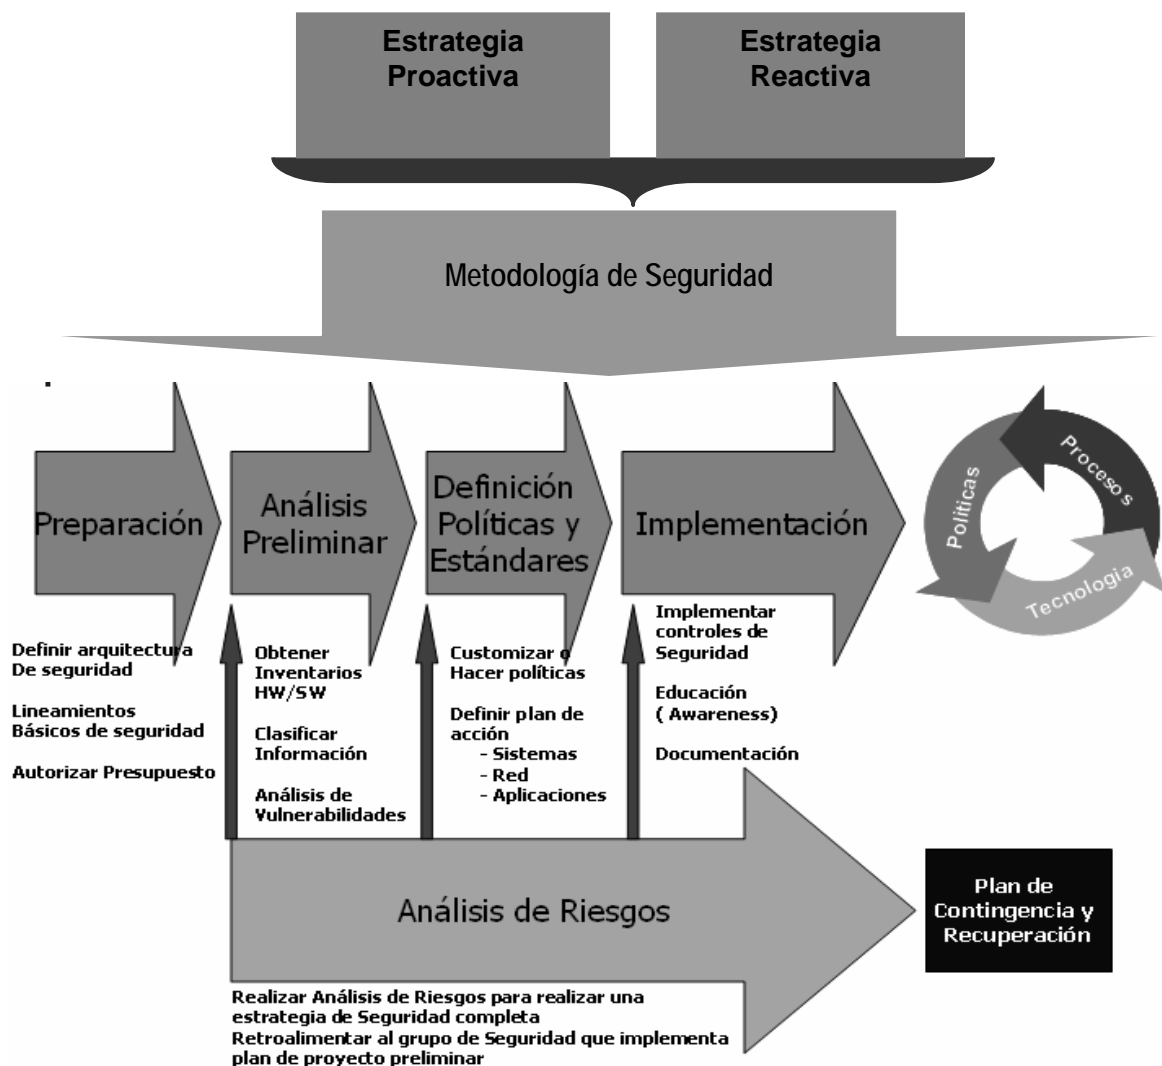 Estrategia
Proactiva
Estrategia
Reactiva
Metodología de Seguridad
Preparación
Análisis
Preliminar
Definición
Políticas y
Estándares
Implementación
Políticas
Procesos
Tecnologia
Definir arquitectura
De seguridad
Lineamientos
Básicos de seguridad
Autorizar Presupuesto
Obtener
Inventarios
HW/SW
Clasificar
Información
Análisis de
Vulnerabilidades
Customizar o
Hacer políticas
Definir plan de
acción
- Sistemas
- Red
- Aplicaciones
Implementar
controles de
Seguridad
Educación
( Awareness)
Documentación
Análisis de Riesgos
Plan de
Contingencia y
Recuperación
Realizar Análisis de Riesgos para realizar una
estrategia de Seguridad completa
Retroalimentar al grupo de Seguridad que implementa
plan de proyecto preliminar